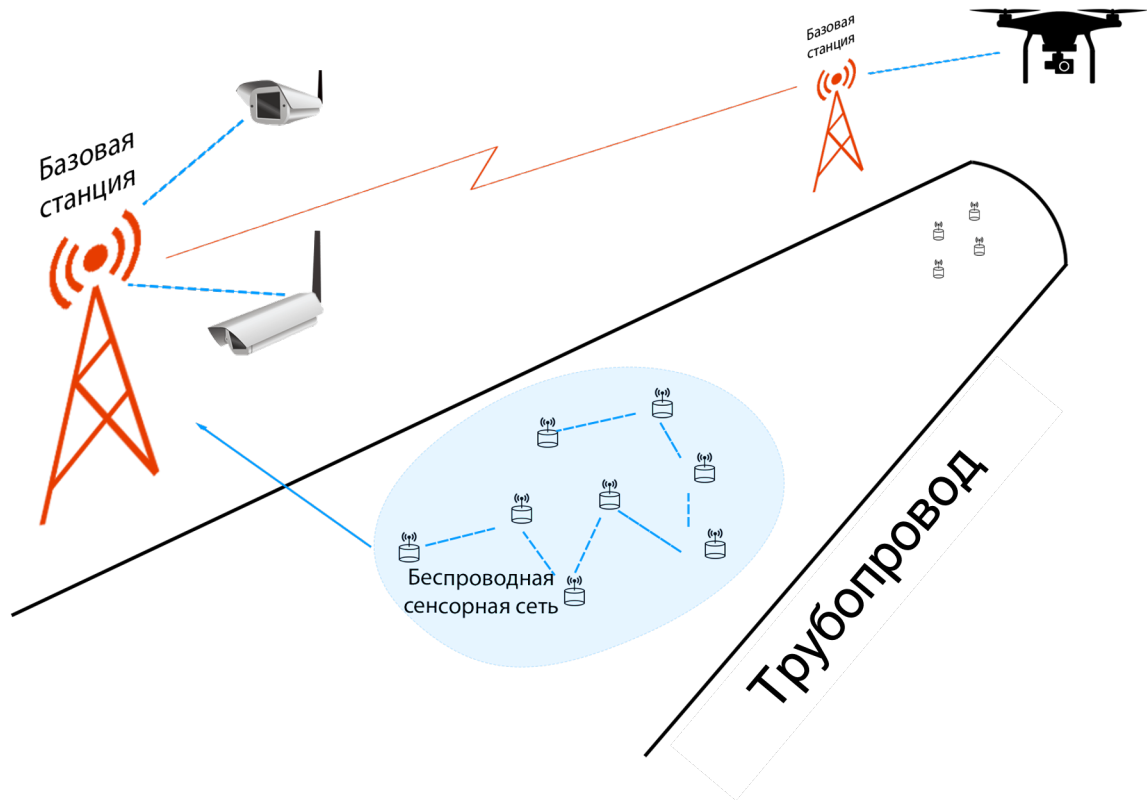 Базовая
станция
Базовая
станция
Беспроводная
сенсорная сеть
Трубопровод